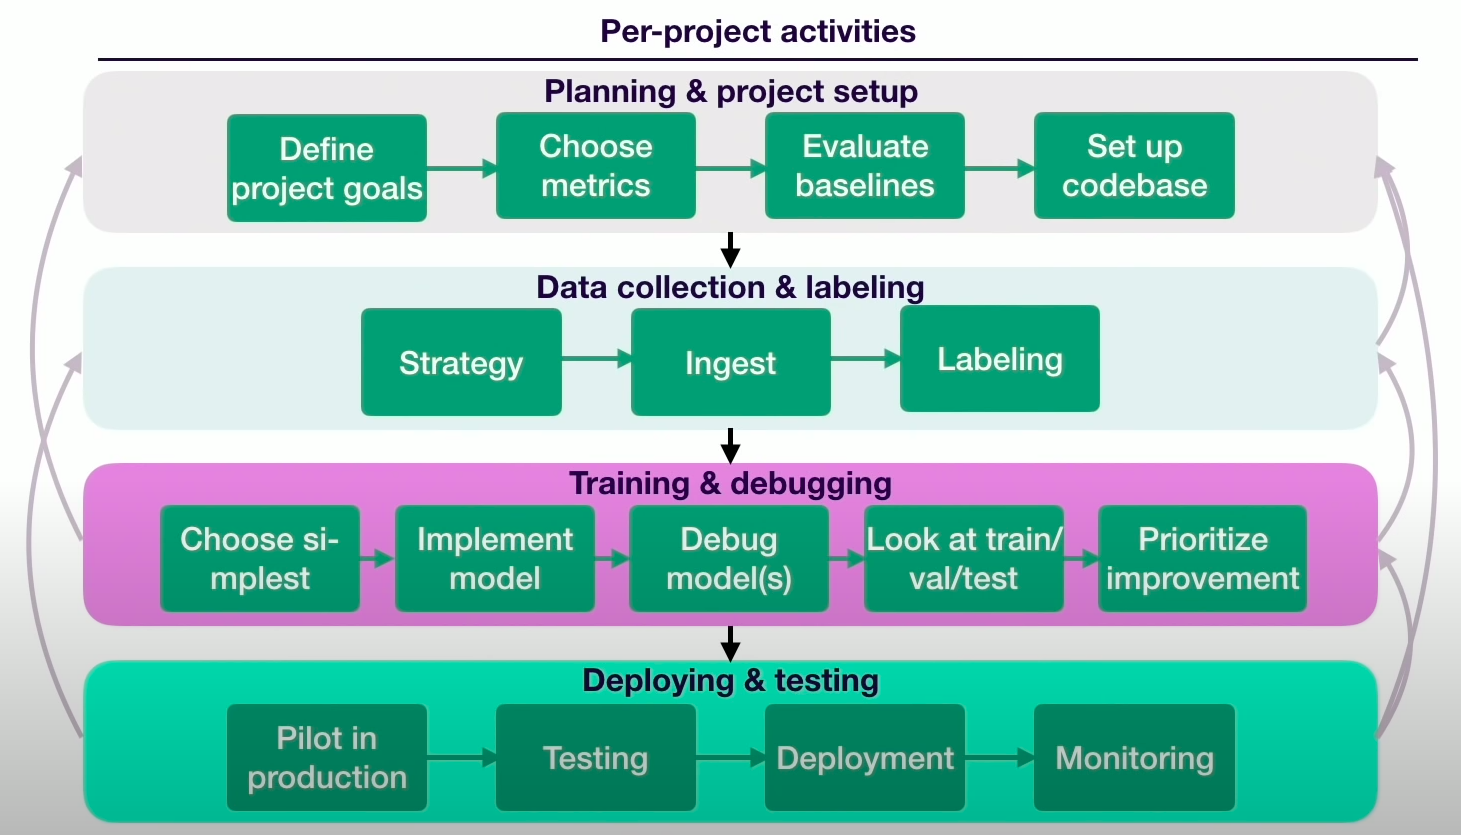 Per-project activities
Planning & project setup
Define
project goals
Choose
metrics
Evaluate
baselines
Set up
codebase
Data collection & labeling
Strategy
Ingest
Labeling
Training & debugging
Choose si-
mplest
Implement
model
Debug
model(s)
Look at train/
val/test
Prioritize
improvement
Deploying & testing
Pilot in
production
Testing
Deployment
Monitoring